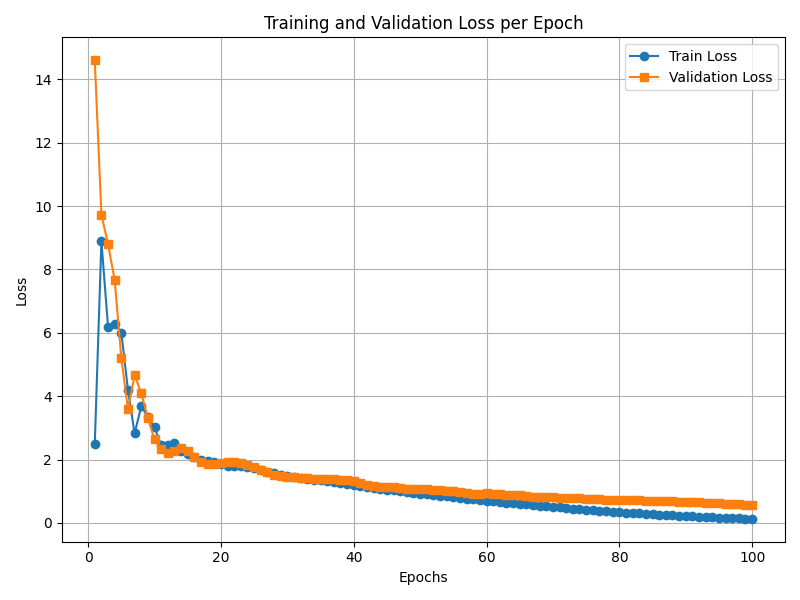 Training and Validation Loss per Epoch
Train Loss
Validation Loss
Loss
14
12
10
8
6
4
2
0
0 20 40 60 80 100
Epochs